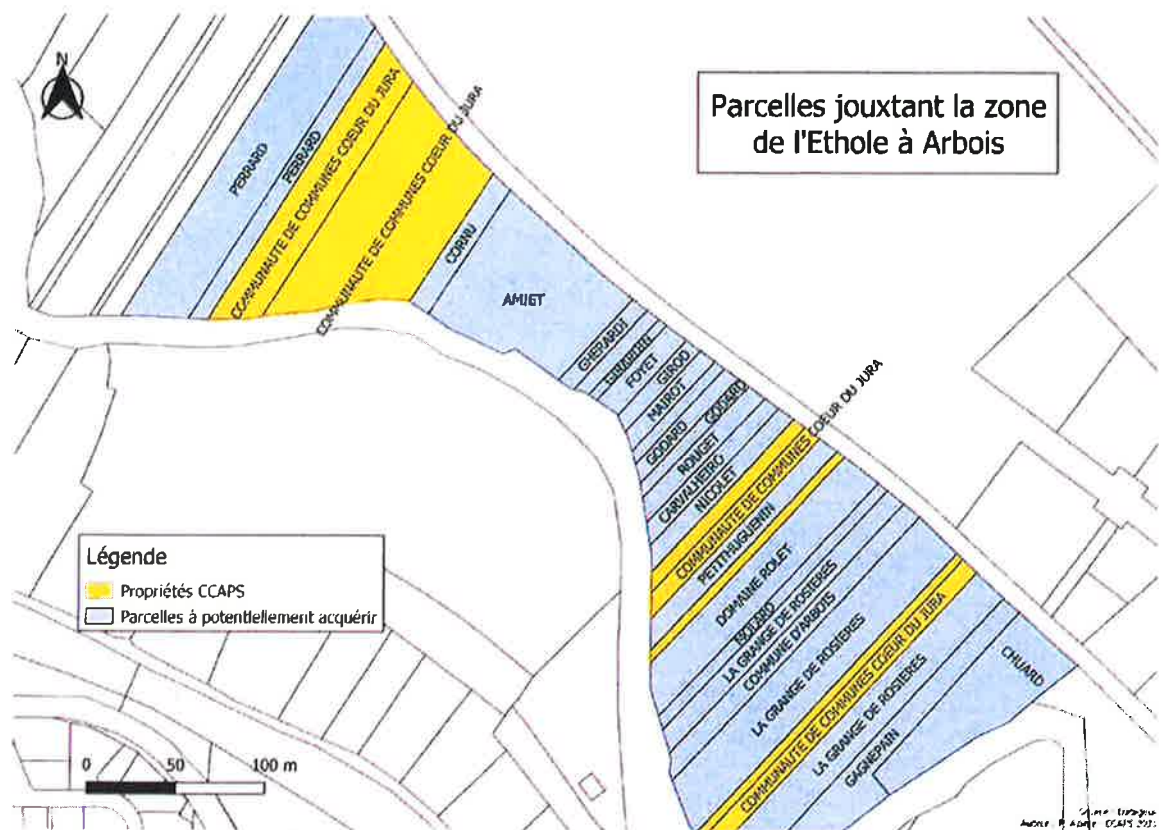 N
Parcelles jouxtant la zone
de l'Ethole à Arbois
PERRARD
PERRARD
COMMUNAUTE DE COMMUNES COEUR DU JURA
COMMUNAUTE DE COMMUNES COEUR DU JURA
CORNU
AMIET
GHERARDI
FOYET
GIROD
MAIROT
GODARD
GODARD
ROUGET
CARVALHEIRO
NICOLET
COMMUNAUTE DE COMMUNES COEUR DU JURA
PETITHUGUENIN
DOMAINE ROLET
LA GRANGE DE ROSIERES
COMMUNE D'ARBOIS
LA GRANGE DE ROSIERES
COMMUNAUTE DE COMMUNES COEUR DU JURA
LA GRANGE DE ROSIERES
GAGNEPAIN
CHUARD
Légende
Propriétés CCAPS
Parcelles à potentiellement acquérir
0 50 100 m